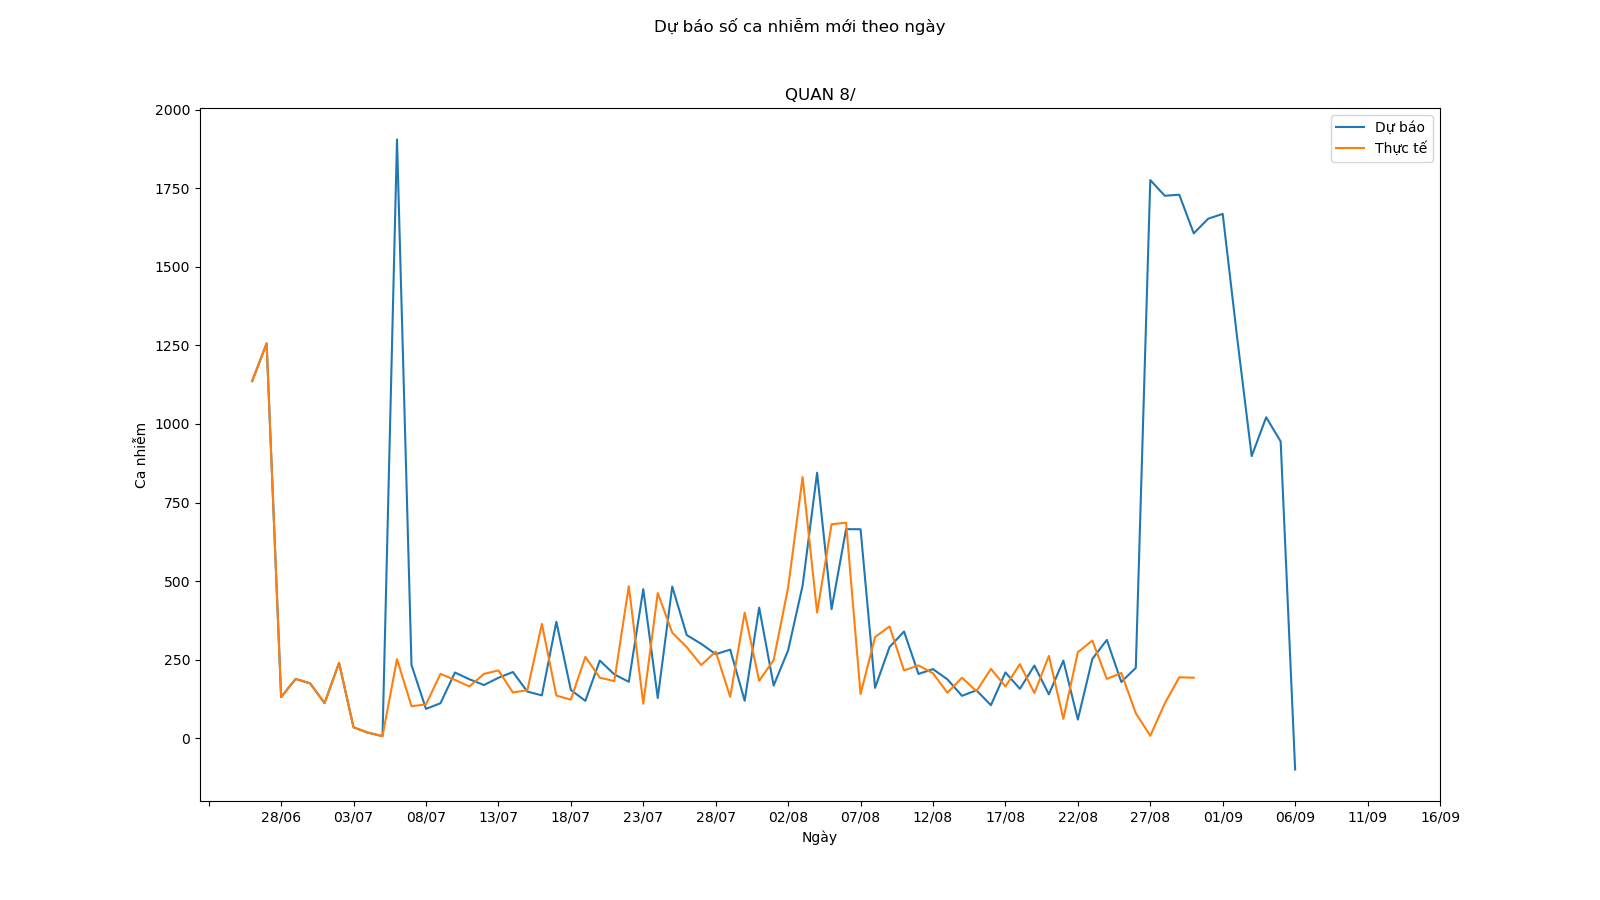 Dự báo số ca nhiễm mới theo ngày
QUAN 8/
Dự báo
Thực tế
2000
1750
1500
1250
1000
750
500
250
0
Ca nhiễm
28/06 03/07 08/07 13/07 18/07 23/07 28/07 02/08 07/08 12/08 17/08 22/08 27/08 01/09 06/09 11/09 16/09
Ngày